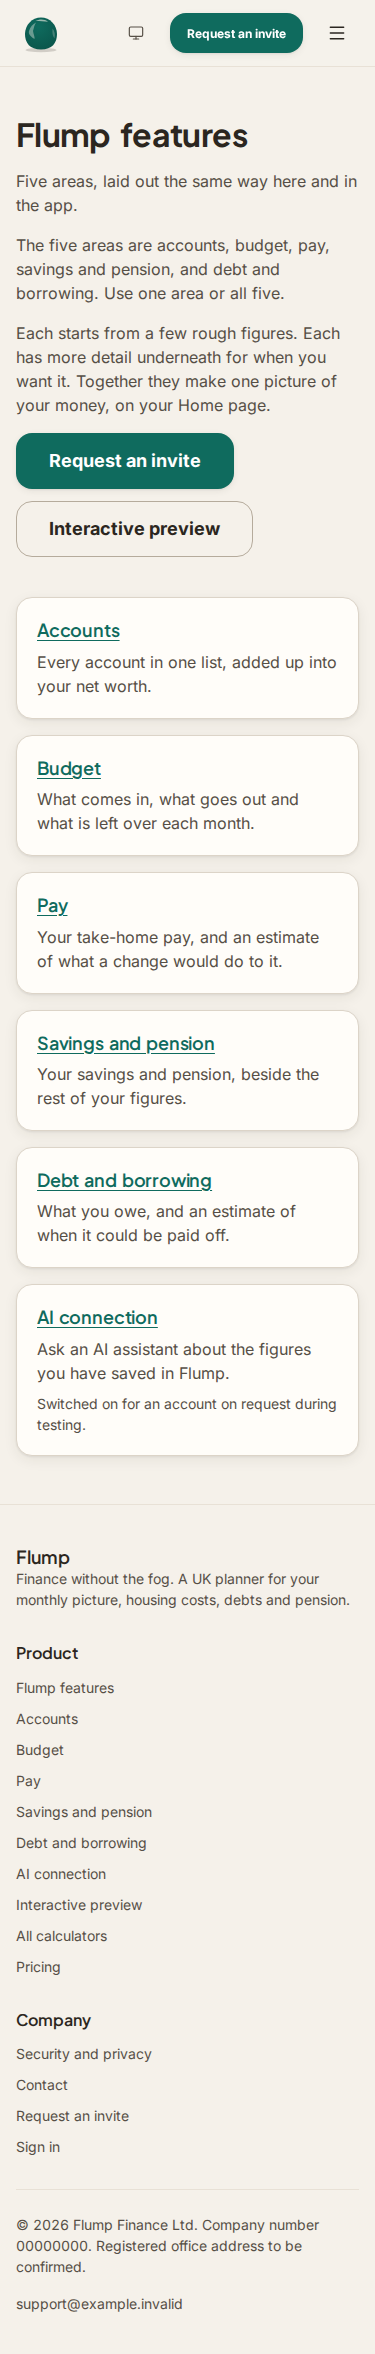 Request an invite
Flump features
Five areas, laid out the same way here and in
the app.
The five areas are accounts, budget, pay,
savings and pension, and debt and
borrowing. Use one area or all five.
Each starts from a few rough figures. Each
has more detail underneath for when you
want it. Together they make one picture of
your money, on your Home page.
Request an invite
Interactive preview
Accounts
Every account in one list, added up into
your net worth.
Budget
What comes in, what goes out and
what is left over each month.
Pay
Your take-home pay, and an estimate
of what a change would do to it.
Savings and pension
Your savings and pension, beside the
rest of your figures.
Debt and borrowing
What you owe, and an estimate of
when it could be paid off.
AI connection
Ask an AI assistant about the figures
you have saved in Flump.
Switched on for an account on request during
testing.
Flump
Finance without the fog. A UK planner for your
monthly picture, housing costs, debts and pension.
Product
Flump features
Accounts
Budget
Pay
Savings and pension
Debt and borrowing
AI connection
Interactive preview
All calculators
Pricing
Company
Security and privacy
Contact
Request an invite
Sign in
© 2026 Flump Finance Ltd. Company number
00000000. Registered office address to be
confirmed.
support@example.invalid